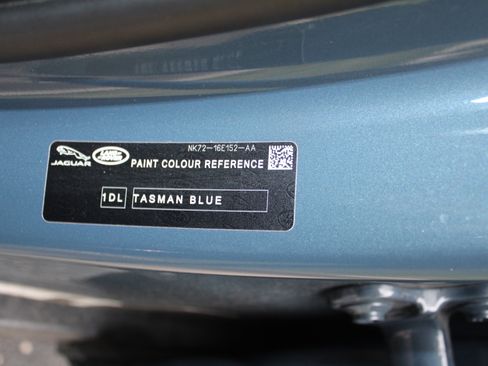 NK72-16E152-AA
JAGUAR LAND ROVER PAINT COLOUR REFERENCE
1DL TASMAN BLUE